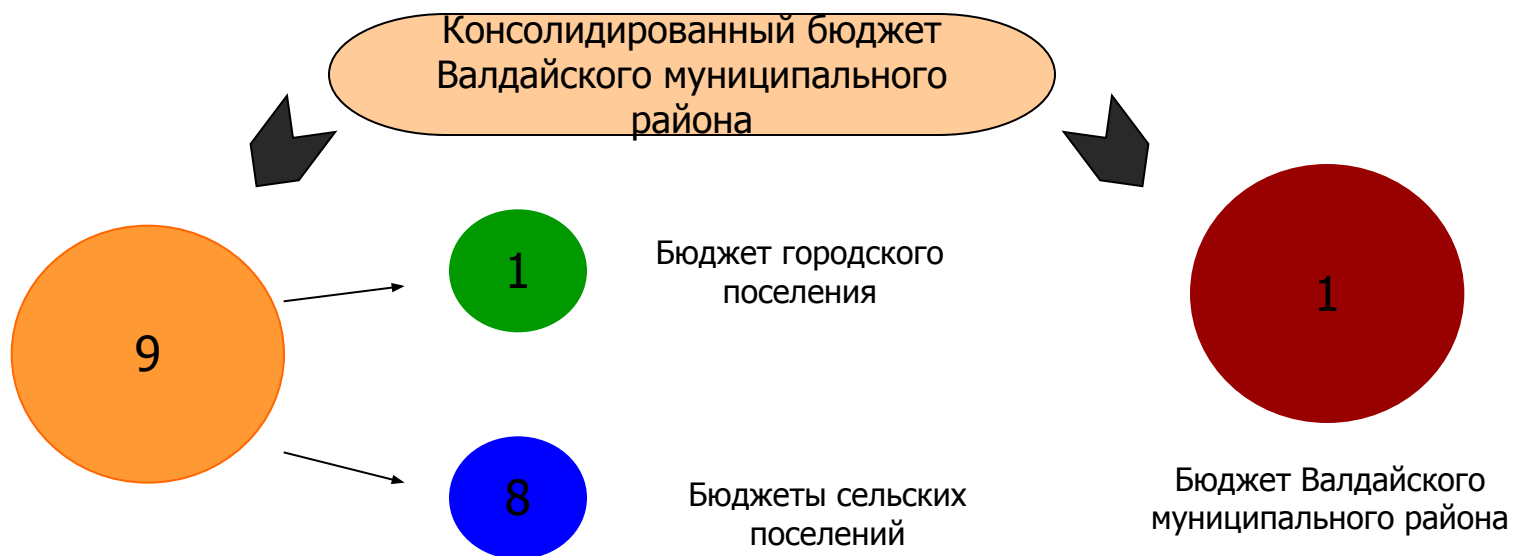 Консолидированный бюджет
Валдайского муниципального
района
9
1
Бюджет городского
поселения
8
Бюджеты сельских
поселений
1
Бюджет Валдайского
муниципального района